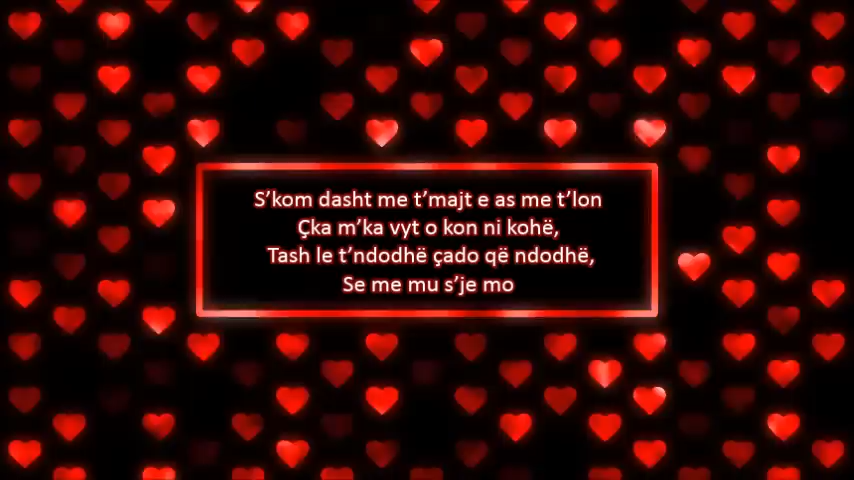 S’kom dasht me t’majt e as me t’lon
Çka m’ka vyt o kon ni kohë,
Tash le t’ndodhë çado që ndodhë,
Se me mu s’je mo